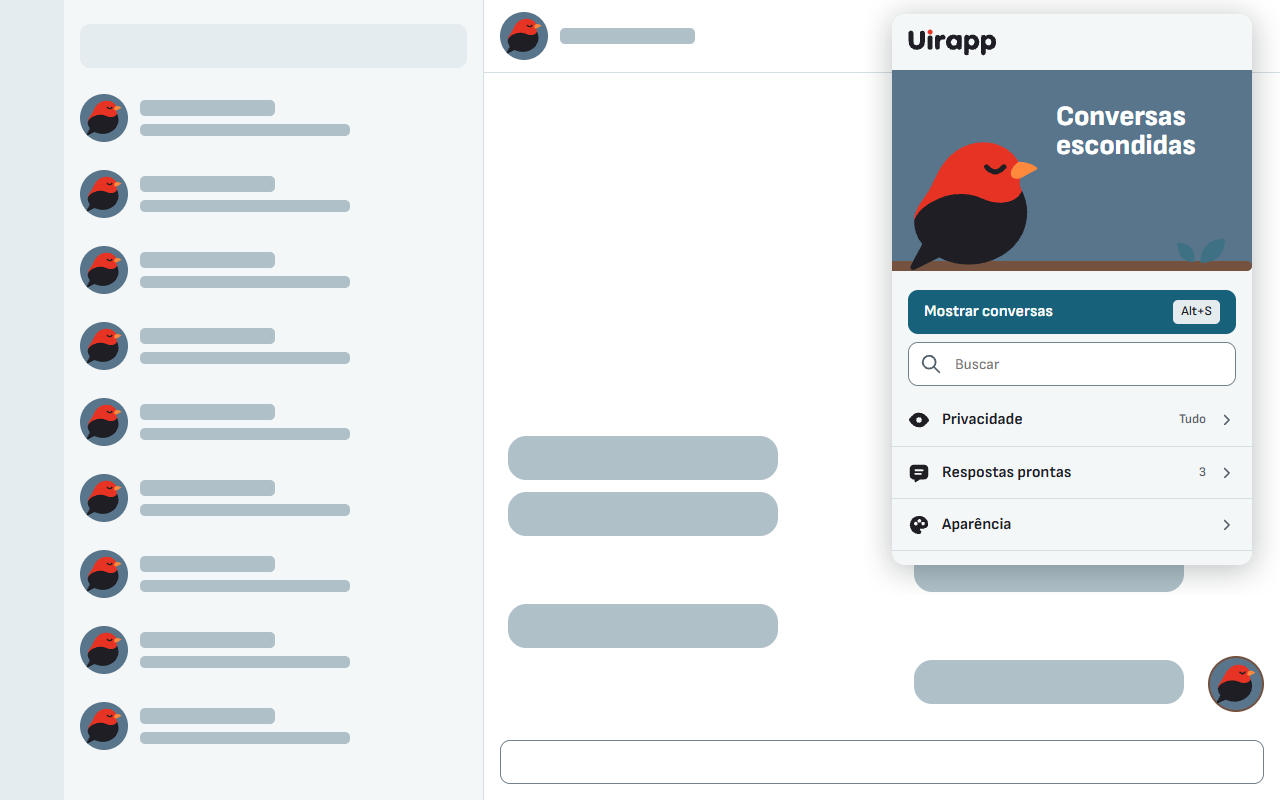 Uirapp
Conversas
escondidas
Mostrar conversas Alt+S
Buscar
Privacidade Tudo
Respostas prontas 3
Aparência